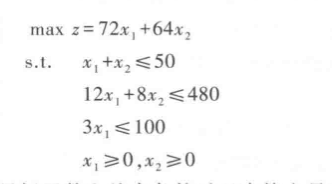 max z=72x₁+64x₂
s.t. x₁+x₂⩽50
12x₁+8x₂⩽480
3x₁⩽100
x₁⩾0,x₂⩾0